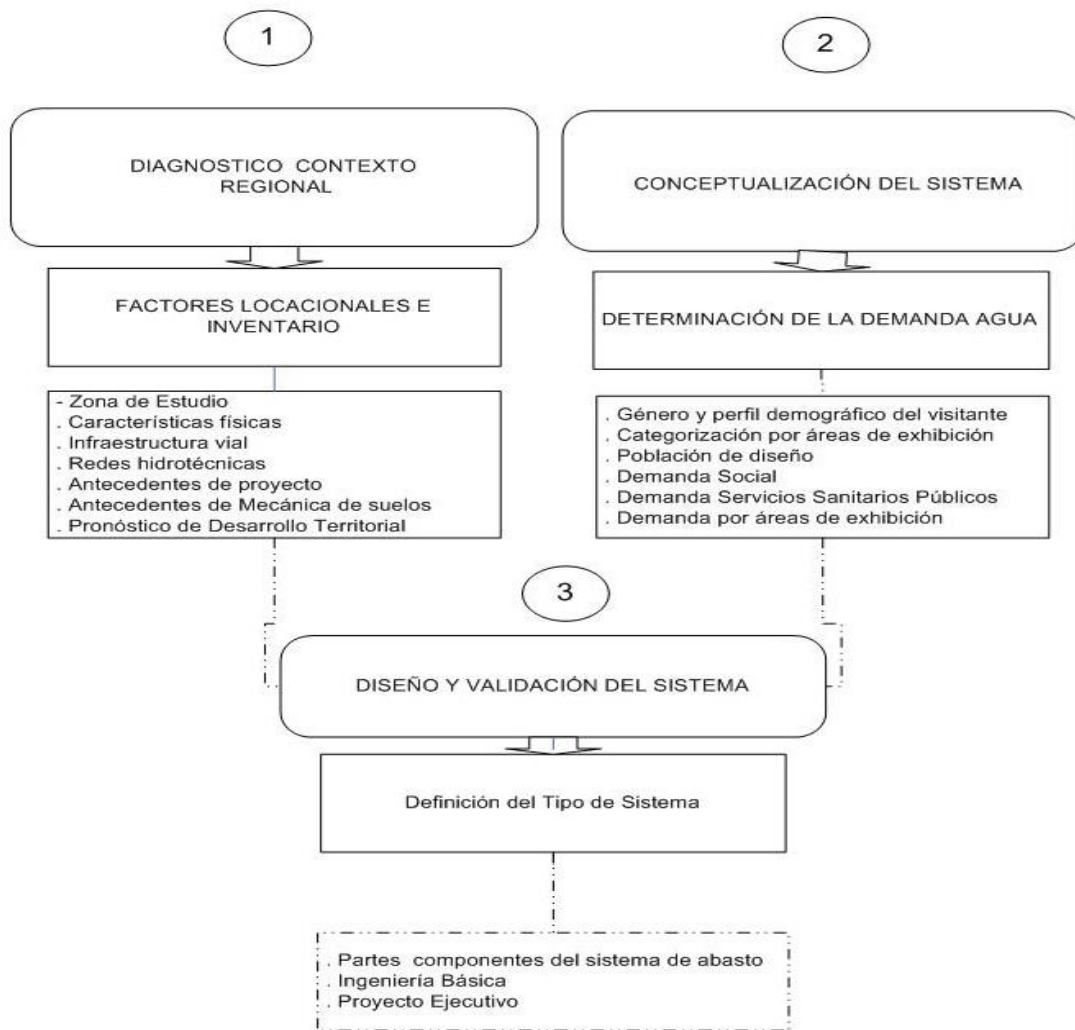 1
DIAGNOSTICO CONTEXTO
REGIONAL
FACTORES LOCACIONALES E
INVENTARIO
- Zona de Estudio
. Características físicas
. Infraestructura vial
. Redes hidrotécnicas
. Antecedentes de proyecto
. Antecedentes de Mecánica de suelos
. Pronóstico de Desarrollo Territorial
2
CONCEPTUALIZACIÓN DEL SISTEMA
DETERMINACIÓN DE LA DEMANDA AGUA
. Género y perfil demográfico del visitante
. Categorización por áreas de exhibición
. Población de diseño
. Demanda Social
. Demanda Servicios Sanitarios Públicos
. Demanda por áreas de exhibición
3
DISEÑO Y VALIDACIÓN DEL SISTEMA
Definición del Tipo de Sistema
. Partes componentes del sistema de abasto
. Ingeniería Básica
. Proyecto Ejecutivo